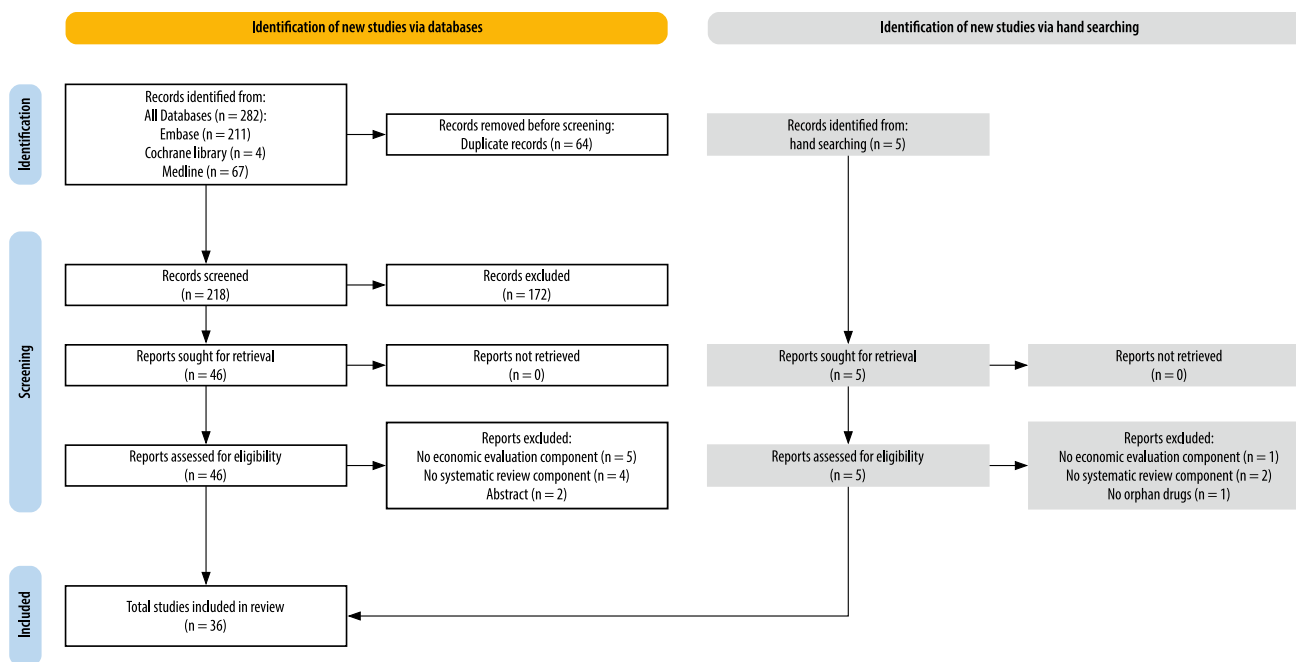 Identification of new studies via databases
Identification of new studies via hand searching
Identification
Records identified from:
All Databases (n = 282):
Embase (n = 211)
Cochrane library (n = 4)
Medline (n = 67)
Records removed before screening:
Duplicate records (n = 64)
Records identified from:
hand searching (n = 5)
Screening
Records screened
(n = 218)
Records excluded
(n = 172)
Reports sought for retrieval
(n = 46)
Reports not retrieved
(n = 0)
Reports sought for retrieval
(n = 5)
Reports not retrieved
(n = 0)
Reports assessed for eligibility
(n = 46)
Reports excluded:
No economic evaluation component (n = 5)
No systematic review component (n = 4)
Abstract (n = 2)
Reports assessed for eligibility
(n = 5)
Reports excluded:
No economic evaluation component (n = 1)
No systematic review component (n = 2)
No orphan drugs (n = 1)
Included
Total studies included in review
(n = 36)